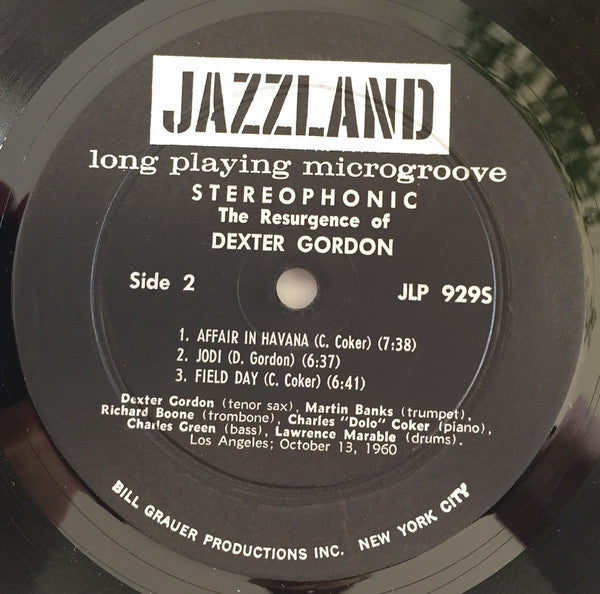 JAZZLAND
long playing microgroove
STEREOPHONIC
The Resurgence of
DEXTER GORDON
Side 2
JLP 929S
1. AFFAIR IN HAVANA (C. Coker) (7:38)
2. JODI (D. Gordon) (6:37)
3. FIELD DAY (C. Coker) (6:41)
Dexter Gordon (tenor sax), Martin Banks (trumpet),
Richard Boone (trombone), Charles "Dolo" Coker (piano),
Charles Green (bass), Lawrence Marable (drums).
Los Angeles; October 13, 1960
BILL GRAUER PRODUCTIONS INC. NEW YORK CITY